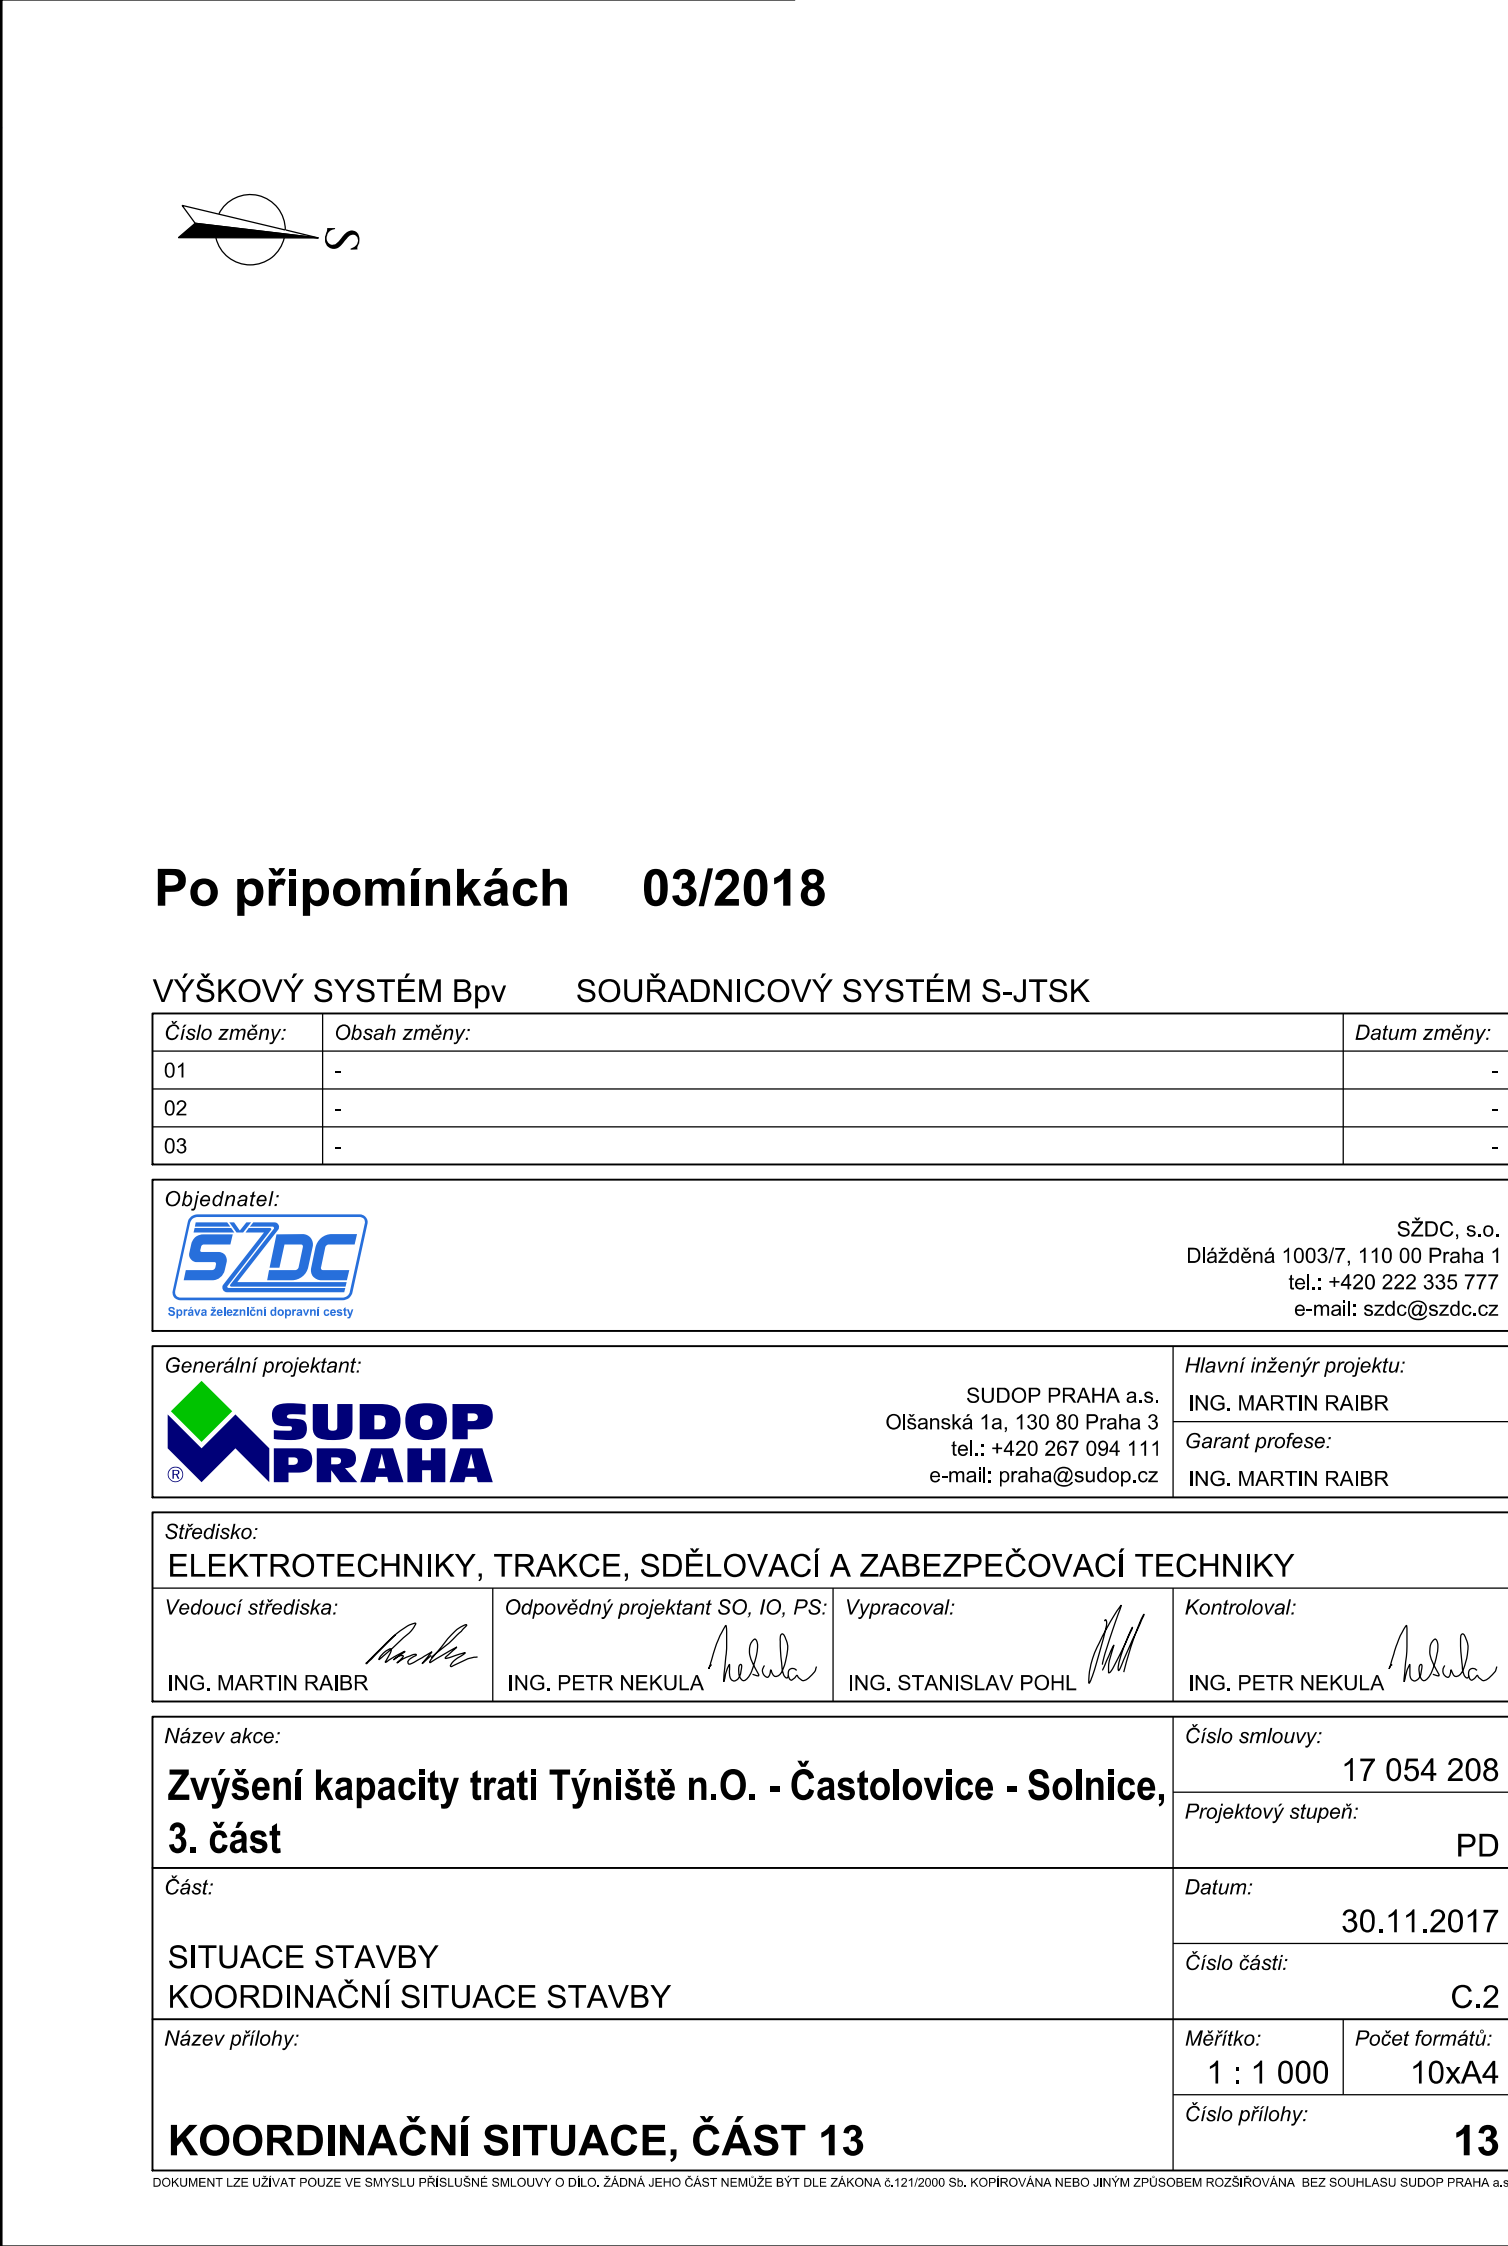 S
Po připomínkách 03/2018
VÝŠKOVÝ SYSTÉM Bpv SOUŘADNICOVÝ SYSTÉM S-JTSK
Číslo změny: Obsah změny: Datum změny:
01 - -
02 - -
03 - -
Objednatel:
SŽDC
Správa železniční dopravní cesty
SŽDC, s.o.
Dlážděná 1003/7, 110 00 Praha 1
tel.: +420 222 335 777
e-mail: szdc@szdc.cz
Generální projektant:
SUDOP
PRAHA
®
SUDOP PRAHA a.s.
Olšanská 1a, 130 80 Praha 3
tel.: +420 267 094 111
e-mail: praha@sudop.cz
Hlavní inženýr projektu:
ING. MARTIN RAIBR
Garant profese:
ING. MARTIN RAIBR
Středisko:
ELEKTROTECHNIKY, TRAKCE, SDĚLOVACÍ A ZABEZPEČOVACÍ TECHNIKY
Vedoucí střediska: Odpovědný projektant SO, IO, PS: Vypracoval: Kontroloval:
ING. MARTIN RAIBR ING. PETR NEKULA Nekula ING. STANISLAV POHL ING. PETR NEKULA Nekula
Název akce:
Zvýšení kapacity trati Týniště n.O. - Častolovice - Solnice,
3. část
Číslo smlouvy:
17 054 208
Projektový stupeň:
PD
Část:
SITUACE STAVBY
KOORDINAČNÍ SITUACE STAVBY
Datum:
30.11.2017
Číslo části:
C.2
Název přílohy:
KOORDINAČNÍ SITUACE, ČÁST 13
Měřítko: Počet formátů:
1 : 1 000 10xA4
Číslo přílohy:
13
DOKUMENT LZE UŽÍVAT POUZE VE SMYSLU PŘÍSLUŠNÉ SMLOUVY O DÍLO. ŽÁDNÁ JEHO ČÁST NEMŮŽE BÝT DLE ZÁKONA č.121/2000 Sb. KOPÍROVÁNA NEBO JINÝM ZPŮSOBEM ROZŠIŘOVÁNA BEZ SOUHLASU SUDOP PRAHA a.s